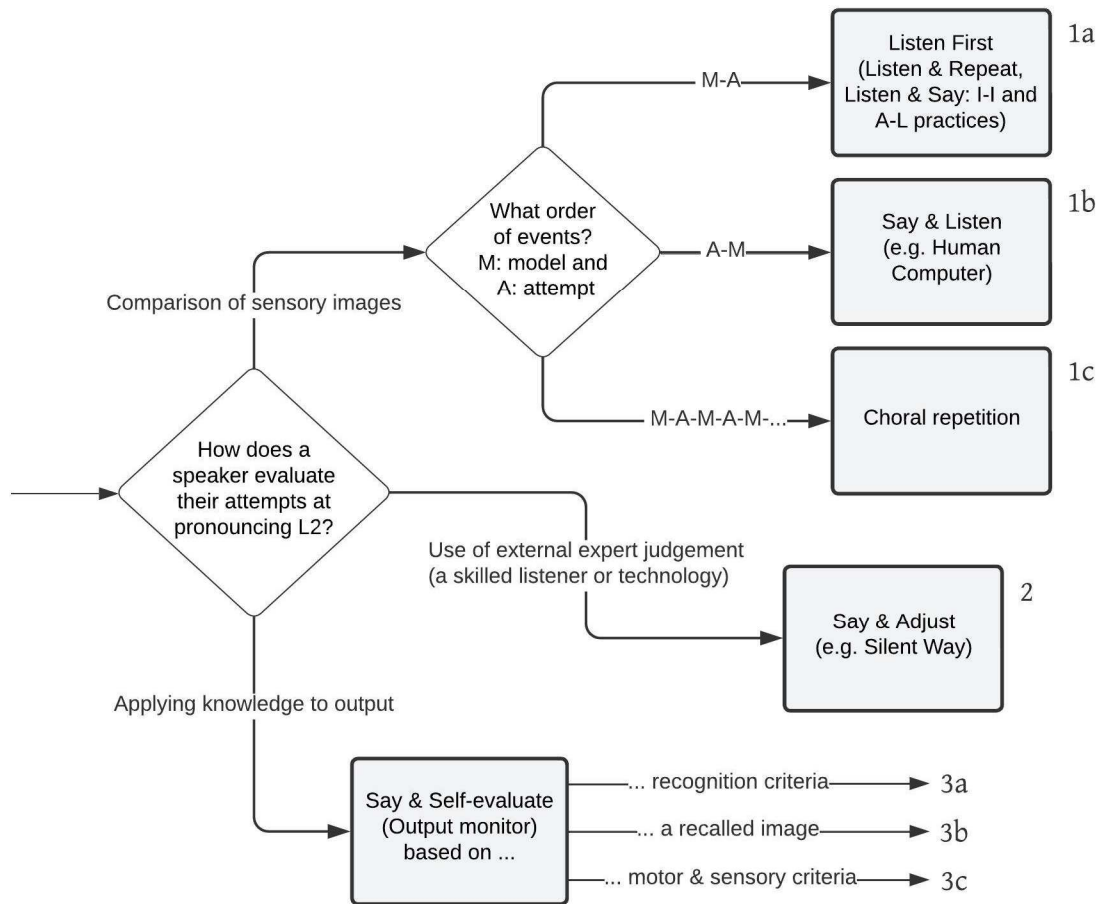 1a
Listen First
(Listen & Repeat,
Listen & Say: I-I and
A-L practices)
M-A
1b
Say & Listen
(e.g. Human
Computer)
What order
of events?
M: model and
A: attempt
A-M
Comparison of sensory images
1c
Choral repetition
M-A-M-A-M-...
How does a
speaker evaluate
their attempts at
pronouncing L2?
Use of external expert judgement
(a skilled listener or technology)
2
Say & Adjust
(e.g. Silent Way)
Applying knowledge to output
Say & Self-evaluate
(Output monitor)
based on ...
... recognition criteria
3a
... a recalled image
3b
... motor & sensory criteria
3c